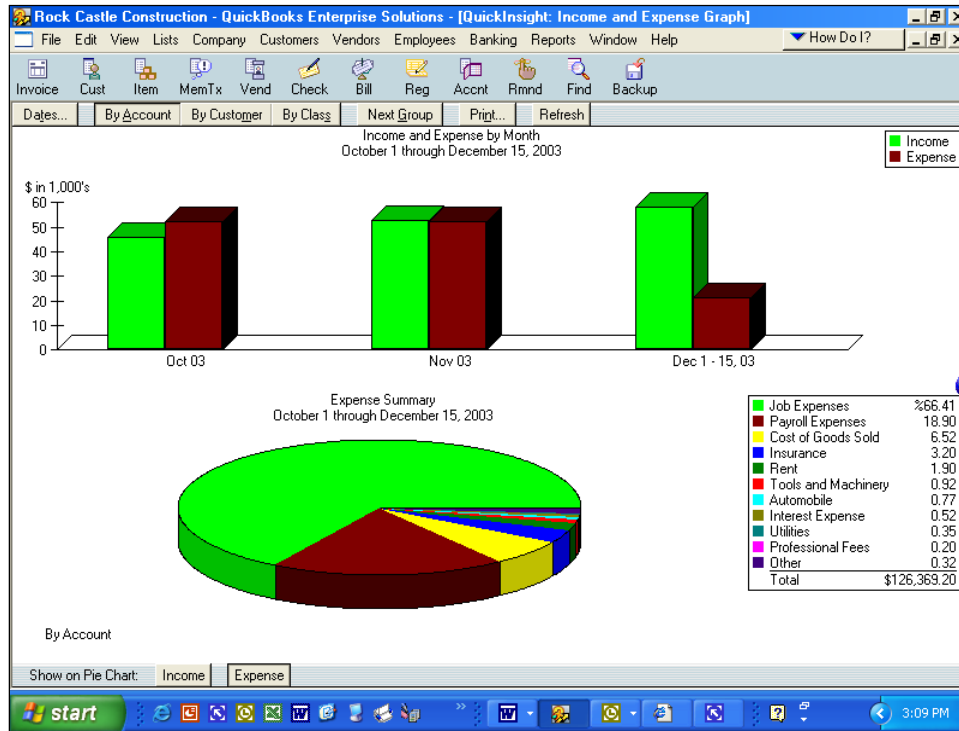 Rock Castle Construction - QuickBooks Enterprise Solutions - [QuickInsight: Income and Expense Graph]
File Edit View Lists Company Customers Vendors Employees Banking Reports Window Help How Do I?
Invoice Cust Item MemTx Vend Check Bill Reg Accnt Rmnd Find Backup
Dates... By Account By Customer By Class Next Group Print... Refresh
Income and Expense by Month
October 1 through December 15, 2003
Income
Expense
$ in 1,000's
60
50
40
30
20
10
0
Oct 03 Nov 03 Dec 1 - 15, 03
Expense Summary
October 1 through December 15, 2003
Job Expenses %66.41
Payroll Expenses 18.90
Cost of Goods Sold 6.52
Insurance 3.20
Rent 1.90
Tools and Machinery 0.92
Automobile 0.77
Interest Expense 0.52
Utilities 0.35
Professional Fees 0.20
Other 0.32
Total $126,369.20
By Account
Show on Pie Chart: Income Expense
start 3:09 PM